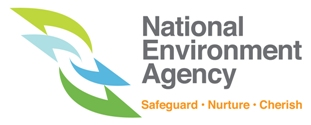 National
Environment
Agency
Safeguard • Nurture • Cherish